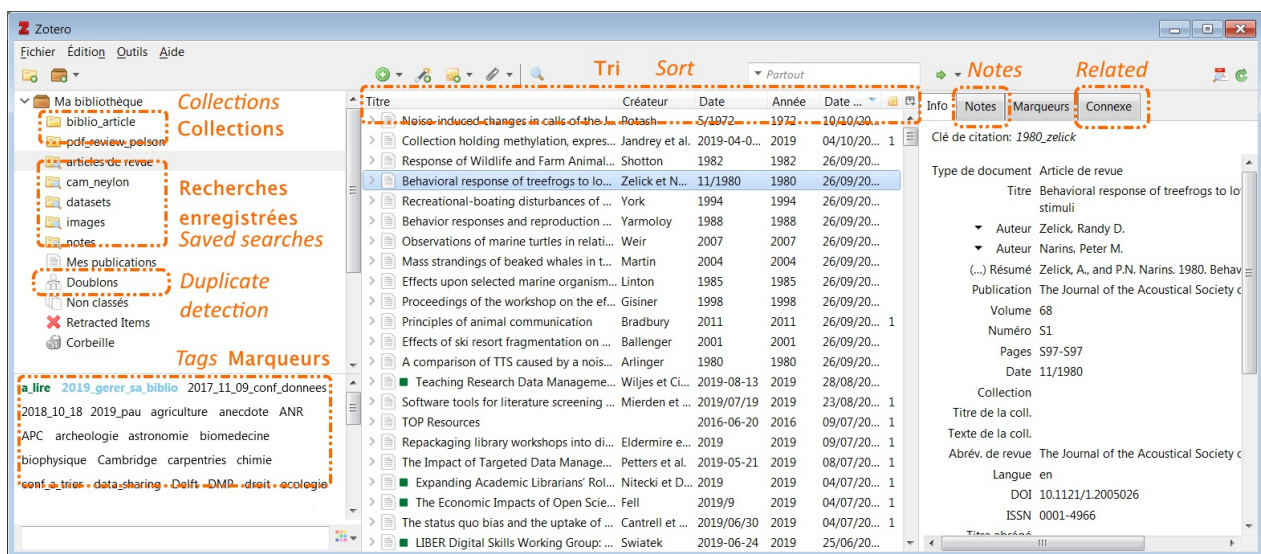 Zotero
Fichier Édition Outils Aide
Tri Sort
Partout
Notes Related
Ma bibliothèque
biblio_article
pdf_review_polson
articles de revue
cam_neylon
datasets
images
notes
Mes publications
Doublons
Non classés
Retracted Items
Corbeille
Collections
Collections
Recherches
enregistrées
Saved searches
Duplicate
detection
Tags Marqueurs
a_lire 2019_gerer_sa_biblio 2017_11_09_conf_donnees
2018_10_18 2019_pau agriculture anecdote ANR
APC archeologie astronomie biomedecine
biophysique Cambridge carpentries chimie
conf_a_trier data_sharing Delft DMP droit ecologie
Titre Créateur Date Année Date ...
Noise-induced changes in calls of the J... Potash 5/1972 1972 10/10/20...
Collection holding methylation, expres... Jandrey et al. 2019-04-0... 2019 04/10/20... 1
Response of Wildlife and Farm Animal... Shotton 1982 1982 26/09/20...
Behavioral response of treefrogs to lo... Zelick et N... 11/1980 1980 26/09/20...
Recreational-boating disturbances of ... York 1994 1994 26/09/20...
Behavior responses and reproduction ... Yarmoloy 1988 1988 26/09/20...
Observations of marine turtles in relati... Weir 2007 2007 26/09/20...
Mass strandings of beaked whales in t... Martin 2004 2004 26/09/20...
Effects upon selected marine organism... Linton 1985 1985 26/09/20...
Proceedings of the workshop on the ef... Gisiner 1998 1998 26/09/20...
Principles of animal communication Bradbury 2011 2011 26/09/20... 1
Effects of ski resort fragmentation on ... Ballenger 2001 2001 26/09/20...
A comparison of TTS caused by a nois... Arlinger 1980 1980 26/09/20...
Teaching Research Data Manageme... Wiljes et Ci... 2019-08-13 2019 28/08/20...
Software tools for literature screening ... Mierden et ... 2019/07/19 2019 23/08/20... 1
TOP Resources 2016-06-20 2016 09/07/20... 1
Repackaging library workshops into di... Eldermire e... 2019 2019 09/07/20... 1
The Impact of Targeted Data Manage... Petters et al. 2019-05-21 2019 08/07/20... 1
Expanding Academic Librarians' Rol... Nitecki et D... 2019 2019 04/07/20... 1
The Economic Impacts of Open Scie... Fell 2019/9 2019 04/07/20... 1
The status quo bias and the uptake of ... Cantrell et ... 2019/06/30 2019 04/07/20... 1
LIBER Digital Skills Working Group: ... Swiatek 2019-06-24 2019 25/06/20...
Info Notes Marqueurs Connexe
Clé de citation: 1980_zelick
Type de document Article de revue
Titre Behavioral response of treefrogs to lo
stimuli
Auteur Zelick, Randy D.
Auteur Narins, Peter M.
(...) Résumé Zelick, A., and P.N. Narins. 1980. Behav
Publication The Journal of the Acoustical Society o
Volume 68
Numéro S1
Pages S97-S97
Date 11/1980
Collection
Titre de la coll.
Texte de la coll.
Abrév. de revue The Journal of the Acoustical Society o
Langue en
DOI 10.1121/1.2005026
ISSN 0001-4966
Titre abrégé